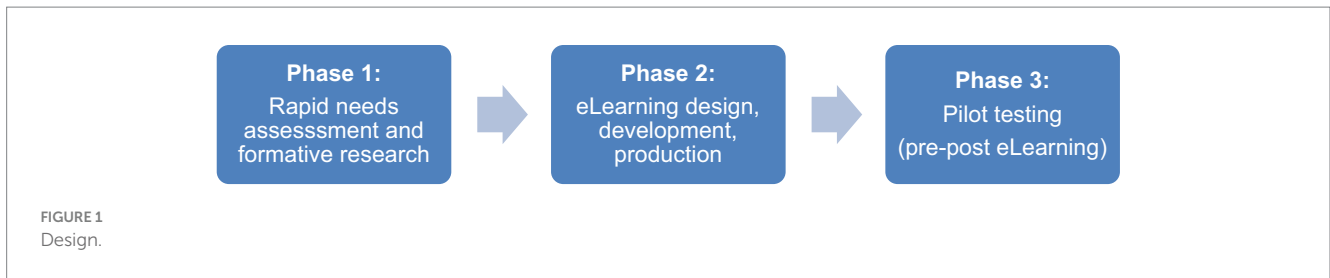 Phase 1:
Rapid needs
assesssment and
formative research
Phase 2:
eLearning design,
development,
production
Phase 3:
Pilot testing
(pre-post eLearning)
FIGURE 1
Design.